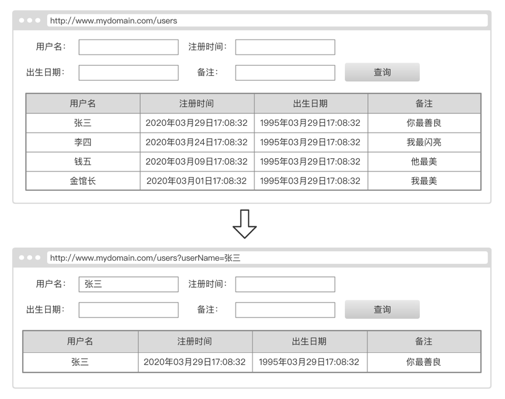 http://www.mydomain.com/users
用户名： 注册时间：
出生日期： 备注： 查询
用户名 注册时间 出生日期 备注
张三 2020年03月29日17:08:32 1995年03月29日17:08:32 你最善良
李四 2020年03月24日17:08:32 1995年03月29日17:08:32 我最闪亮
钱五 2020年03月09日17:08:32 1995年03月29日17:08:32 他最美
金馆长 2020年03月01日17:08:32 1995年03月29日17:08:32 我最美
http://www.mydomain.com/users?userName=张三
用户名： 张三 注册时间：
出生日期： 备注： 查询
用户名 注册时间 出生日期 备注
张三 2020年03月29日17:08:32 1995年03月29日17:08:32 你最善良